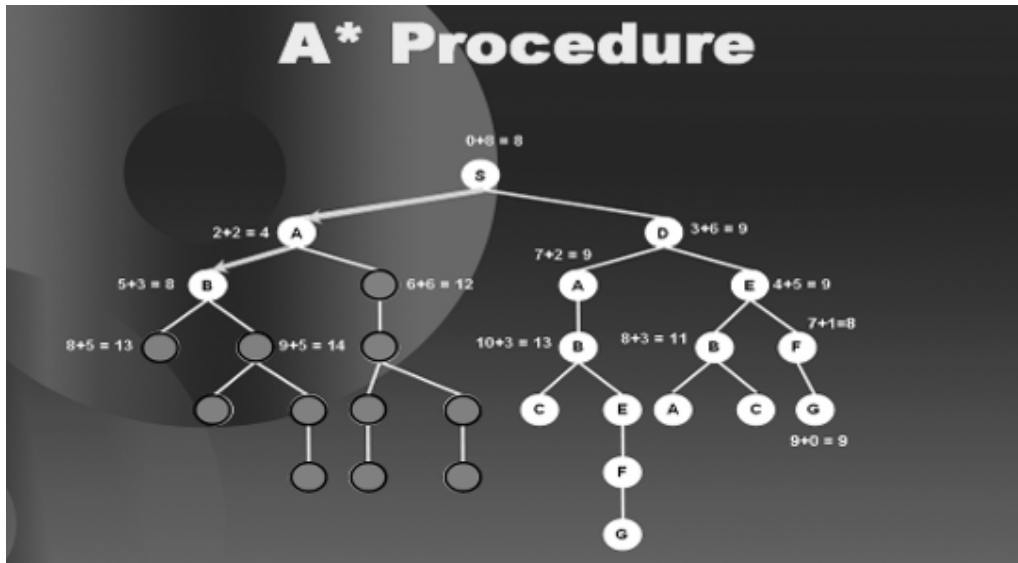 A* Procedure
0+8 = 8
S
2+2 = 4 A D 3+6 = 9
7+2 = 9
5+3 = 8 B 6+6 = 12 A E 4+5 = 9
7+1=8
8+5 = 13 9+5 = 14 10+3 = 13 B 8+3 = 11 B F
C E A C G
9+0 = 9
F
G